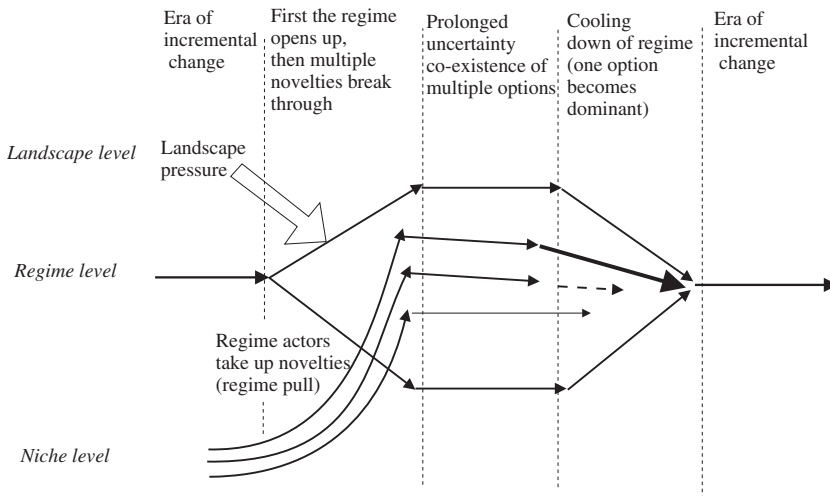 Era of
incremental
change
First the regime
opens up,
then multiple
novelties break
through
Prolonged
uncertainty
co-existence of
multiple options
Cooling
down of regime
(one option
becomes
dominant)
Era of
incremental
change
Landscape level
Landscape
pressure
Regime level
Regime actors
take up novelties
(regime pull)
Niche level